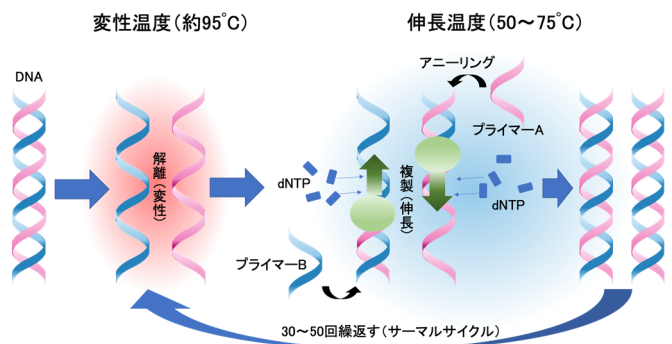 変性温度（約95℃）
伸長温度（50～75℃）
DNA
アニーリング
プライマーA
解離（変性）
dNTP
複製（伸長）
dNTP
プライマーB
30～50回繰返す（サーマルサイクル）